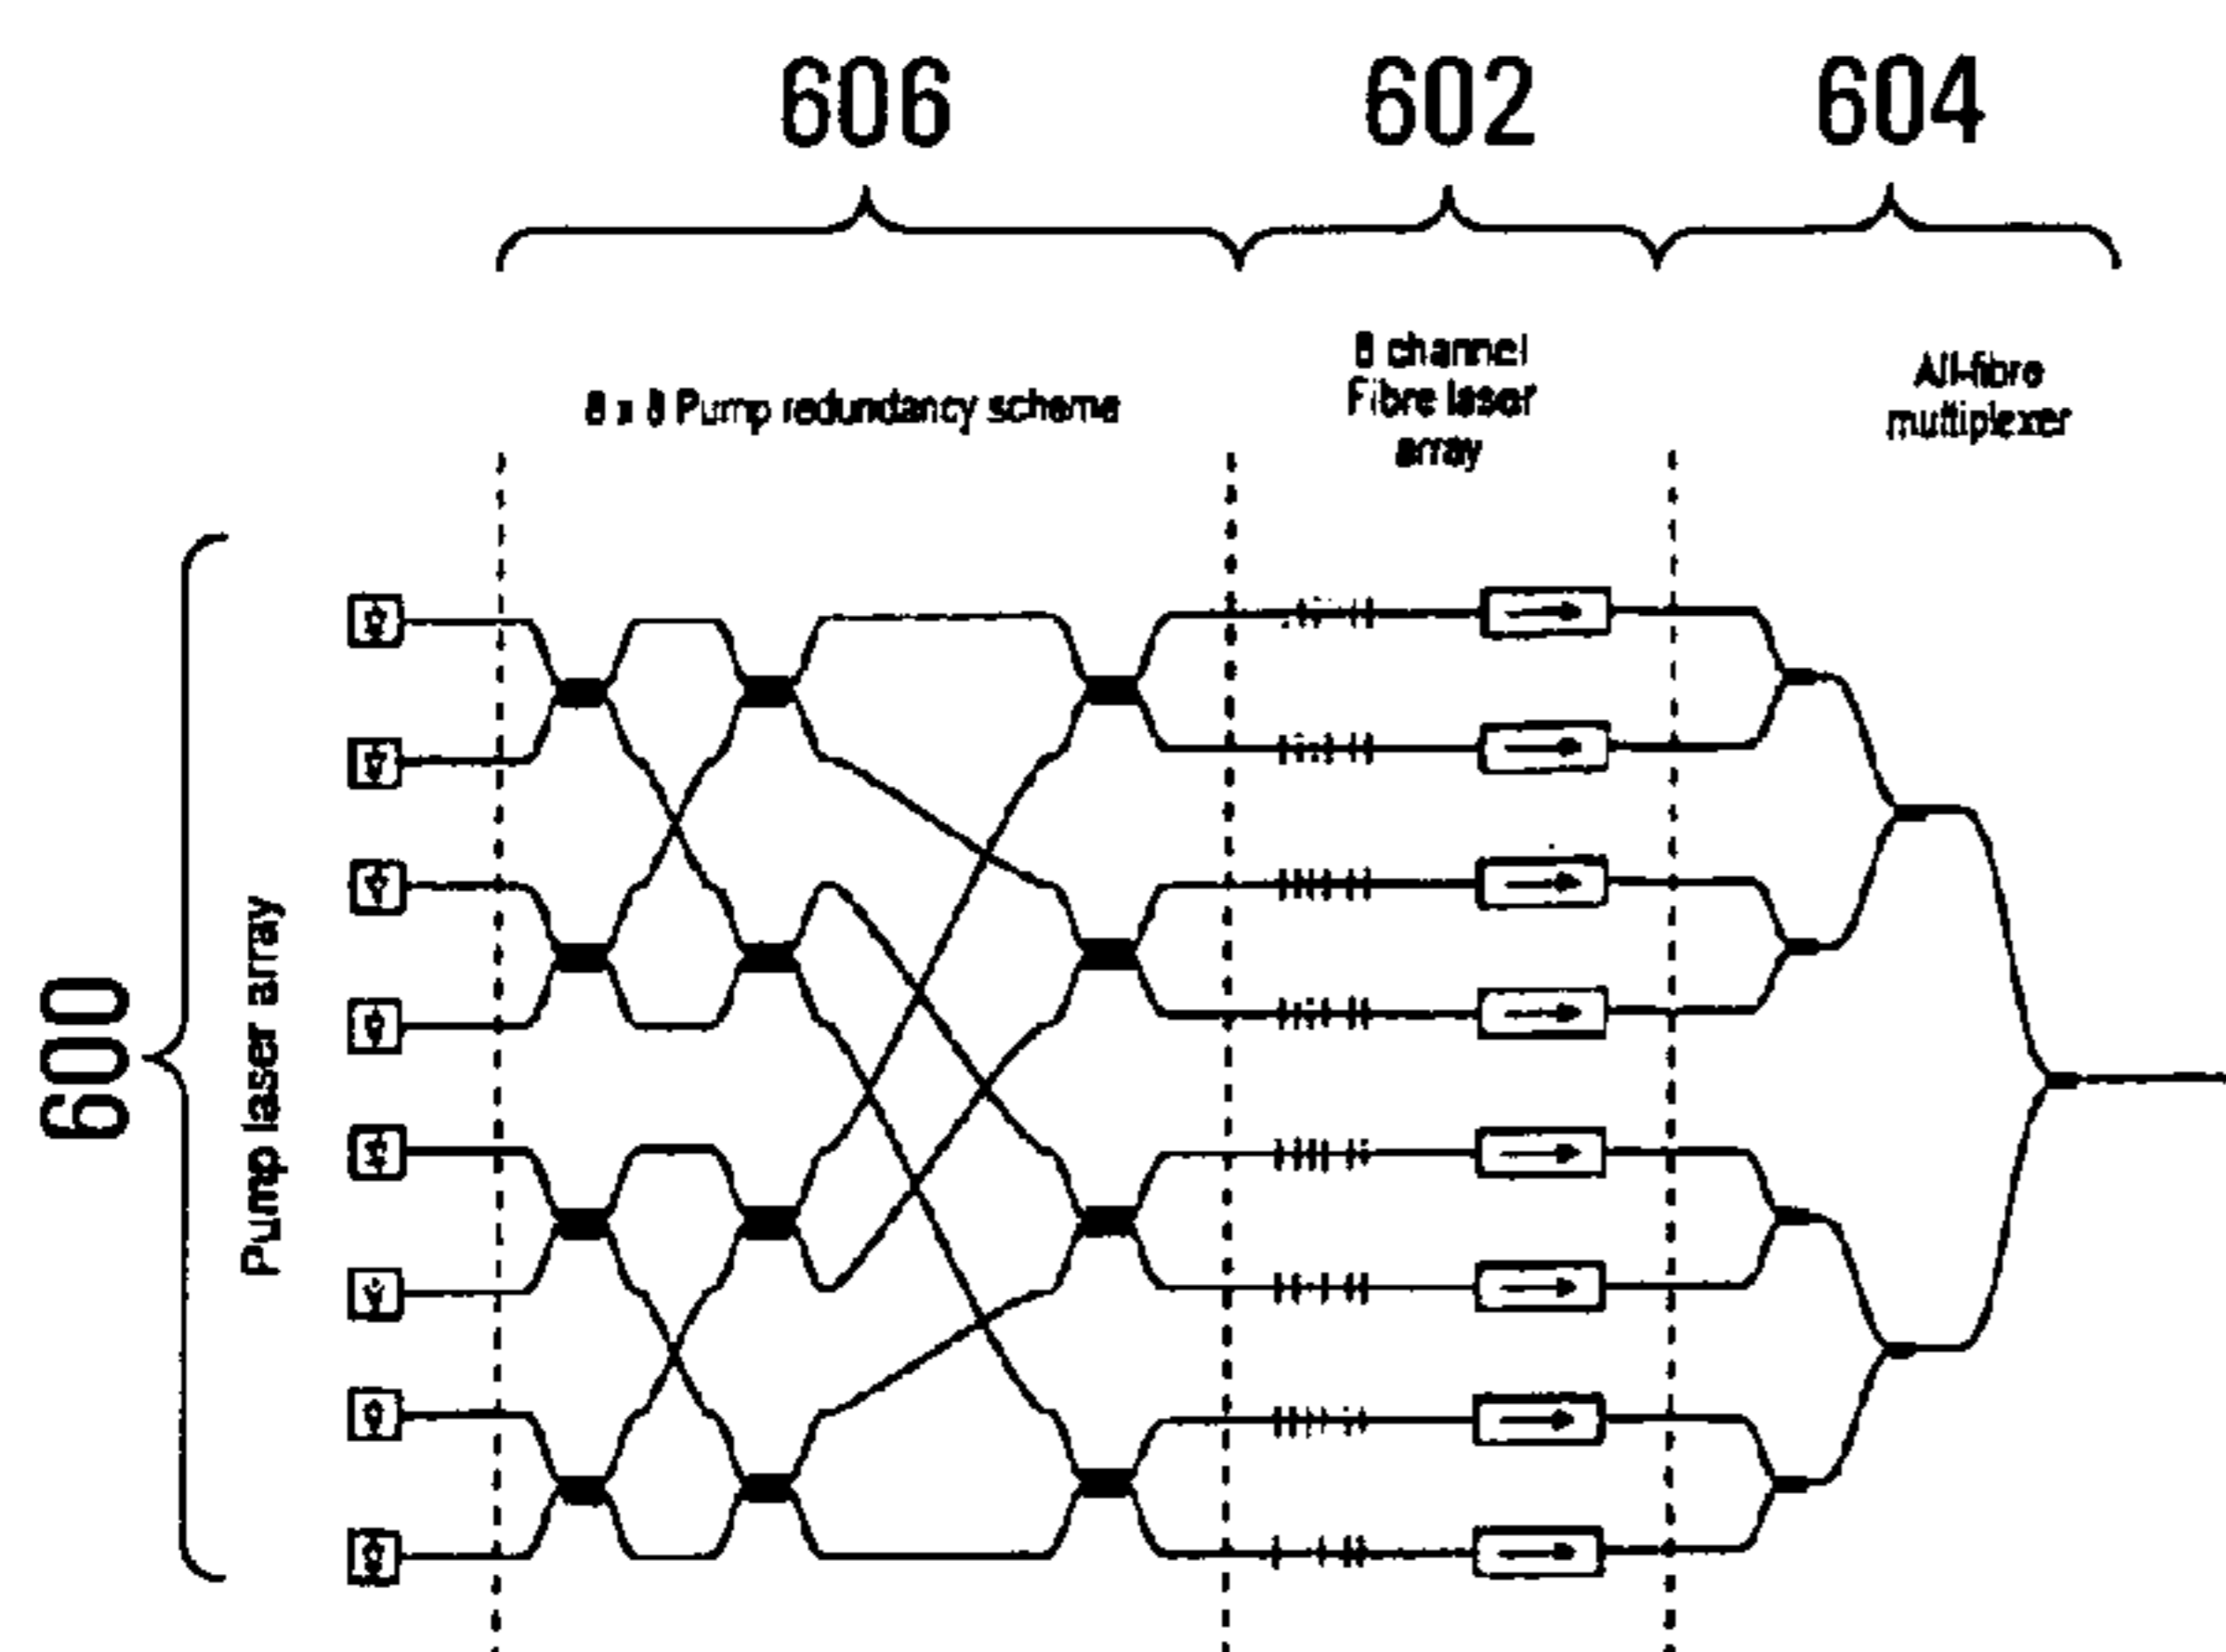 606
602
604
8 x 8 Pump redundancy scheme
8 channel
Fibre laser
array
All-fibre
multiplexer
600
Pump laser array